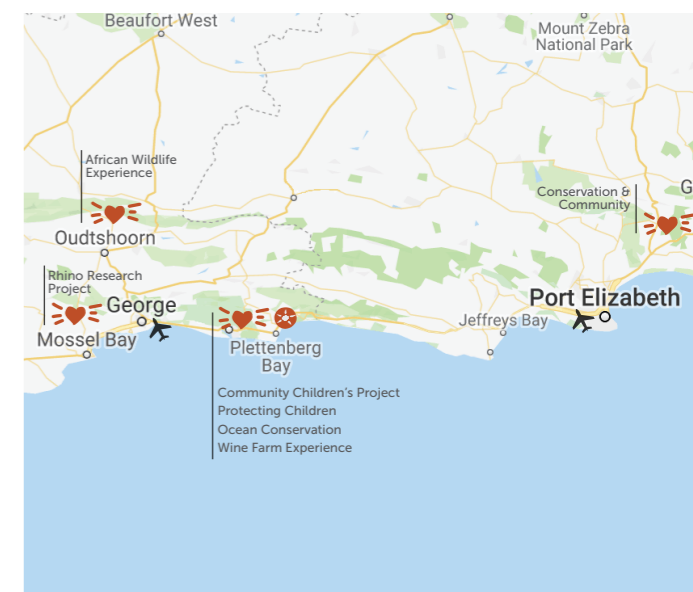 Beaufort West
Mount Zebra
National Park
African Wildlife
Experience
Conservation &
Community
G
Oudtshoorn
Rhino Research
Project
George
Port Elizabeth
Mossel Bay
Jeffreys Bay
Plettenberg
Bay
Community Children's Project
Protecting Children
Ocean Conservation
Wine Farm Experience